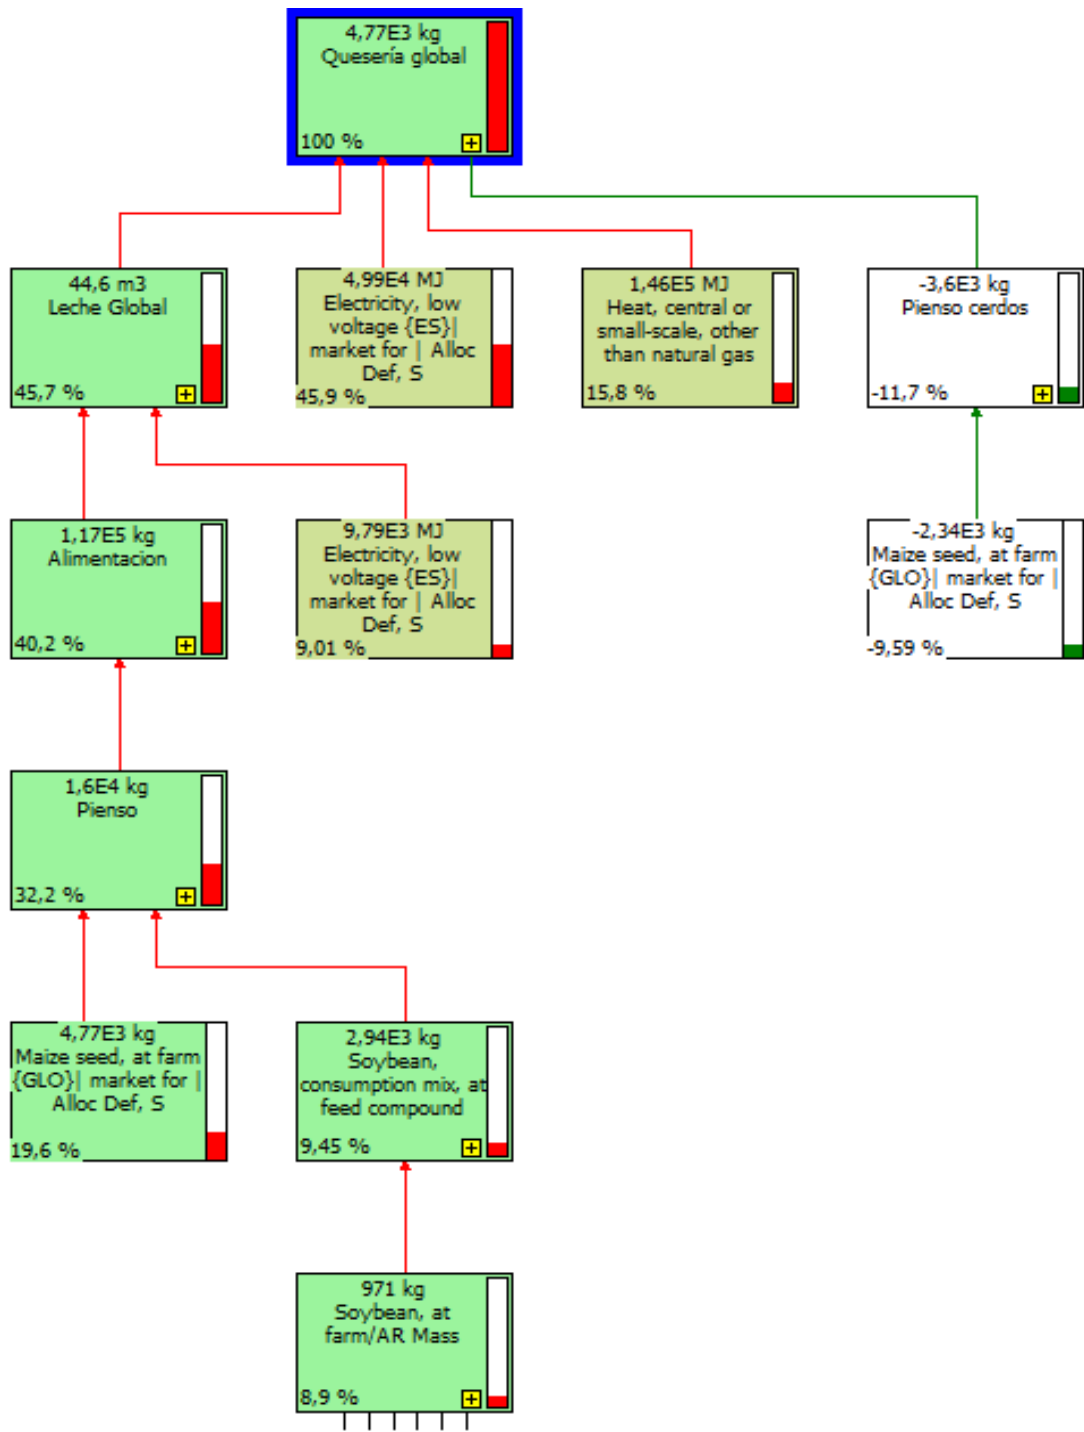 4,77E3 kg
Quesería global
100 %
44,6 m3
Leche Global
45,7 %
4,99E4 MJ
Electricity, low
voltage {ES}|
market for | Alloc
Def, S
45,9 %
1,46E5 MJ
Heat, central or
small-scale, other
than natural gas
15,8 %
-3,6E3 kg
Pienso cerdos
-11,7 %
1,17E5 kg
Alimentacion
40,2 %
9,79E3 MJ
Electricity, low
voltage {ES}|
market for | Alloc
Def, S
9,01 %
-2,34E3 kg
Maize seed, at farm
{GLO}| market for |
Alloc Def, S
-9,59 %
1,6E4 kg
Pienso
32,2 %
4,77E3 kg
Maize seed, at farm
{GLO}| market for |
Alloc Def, S
19,6 %
2,94E3 kg
Soybean,
consumption mix, at
feed compound
9,45 %
971 kg
Soybean, at
farm/AR Mass
8,9 %